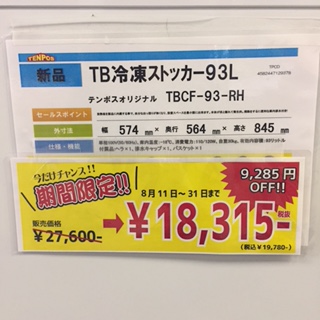 TENPOS
新品
TB冷凍ストッカー93L
テンポスオリジナル TBCF-93-RH
セールスポイント
外寸法
幅 574 mm × 奥行 564 mm × 高さ 845 mm
仕様・機能
今だけチャンス!!
期間限定!!
8月11日~31日まで
9,285円
OFF!!
販売価格
¥27,600-
→¥18,315-税抜
(税込¥19,780-)